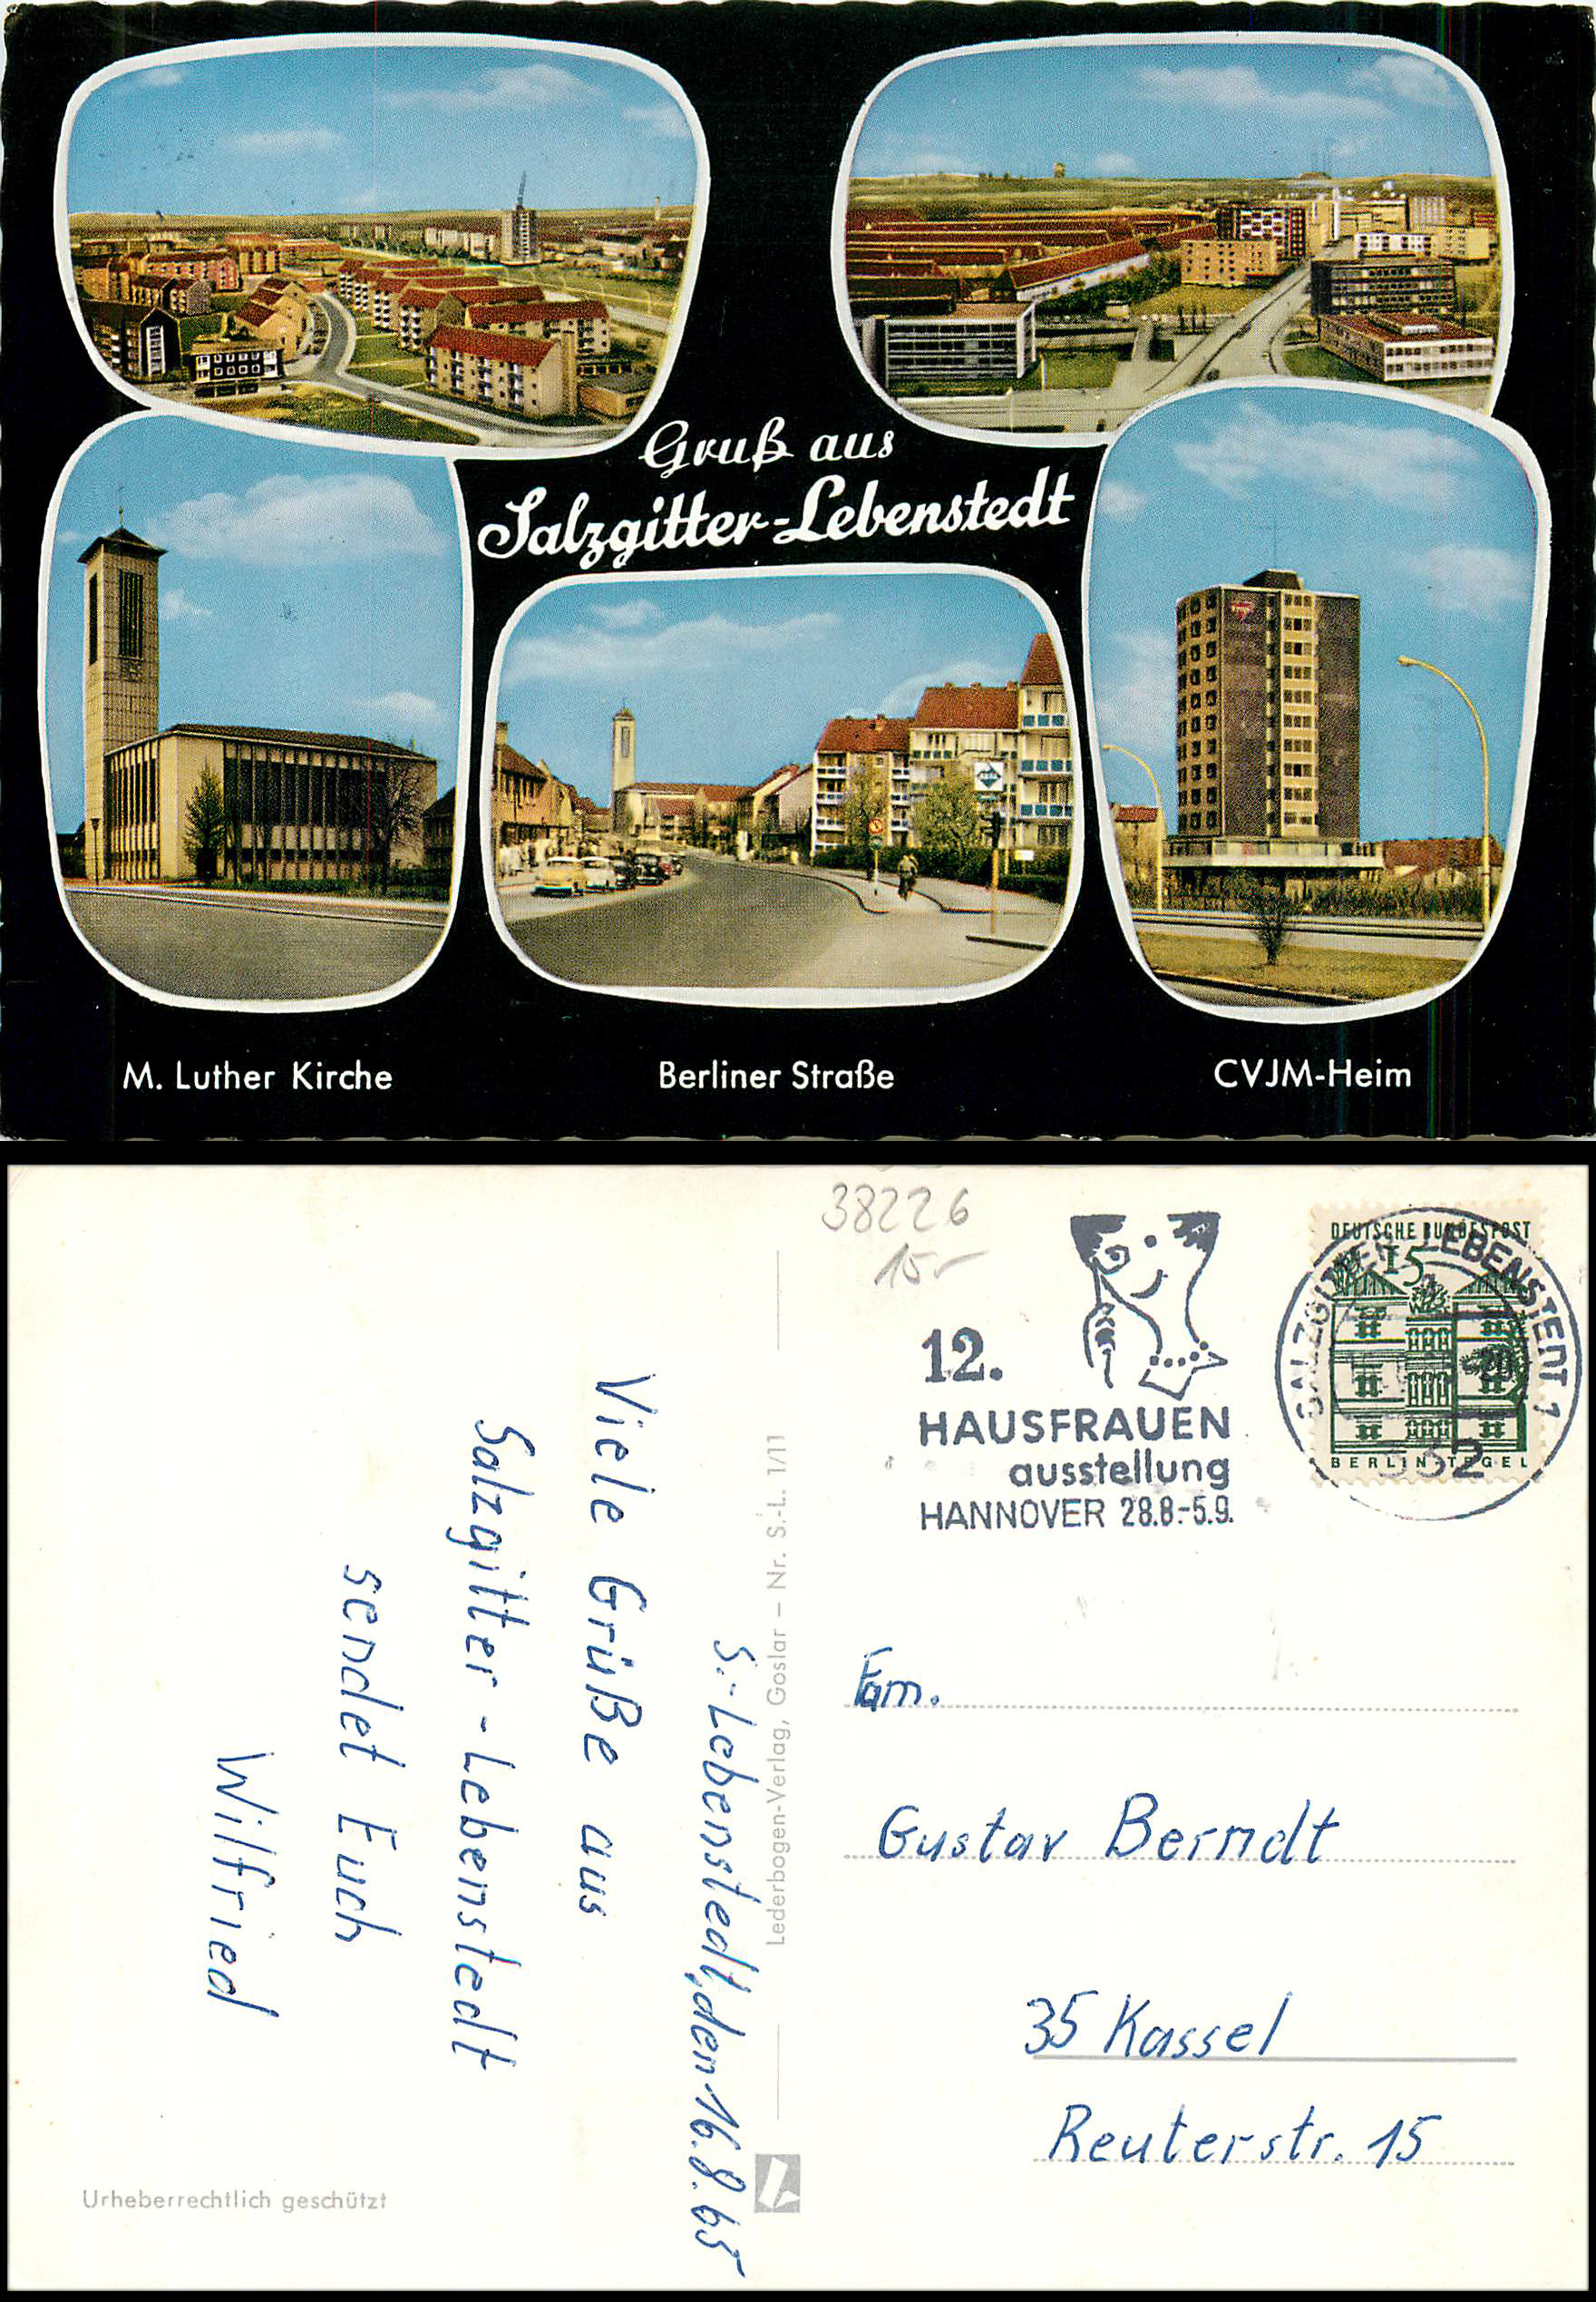 Gruß aus
Salzgitter-Lebenstedt
M. Luther Kirche
Berliner Straße
CVJM-Heim
38226
15-
12.
HAUSFRAUEN
ausstellung
HANNOVER 28.8.-5.9.
DEUTSCHE BUNDESPOST
15
BERLIN-TEGEL
SALZGITTER-LEBENSTEDT 1
332
-20
S.-Lebenstedt, den 16.8.65
Viele Grüße aus
Salzgitter-Lebenstedt
sendet Euch
Wilfried
Lederbogen-Verlag, Goslar – Nr. S.-L. 1/11
Urheberrechtlich geschützt
Fam.
Gustav Berndt
35 Kassel
Reuterstr. 15